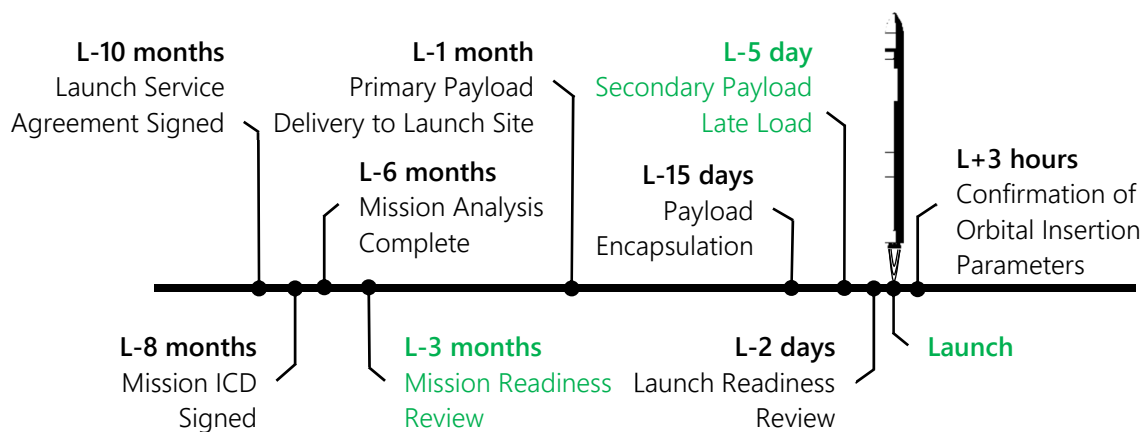 L-10 months
Launch Service
Agreement Signed
L-1 month
Primary Payload
Delivery to Launch Site
L-5 day
Secondary Payload
Late Load
L-6 months
Mission Analysis
Complete
L-15 days
Payload
Encapsulation
L+3 hours
Confirmation of
Orbital Insertion
Parameters
L-8 months
Mission ICD
Signed
L-3 months
Mission Readiness
Review
L-2 days
Launch Readiness
Review
Launch